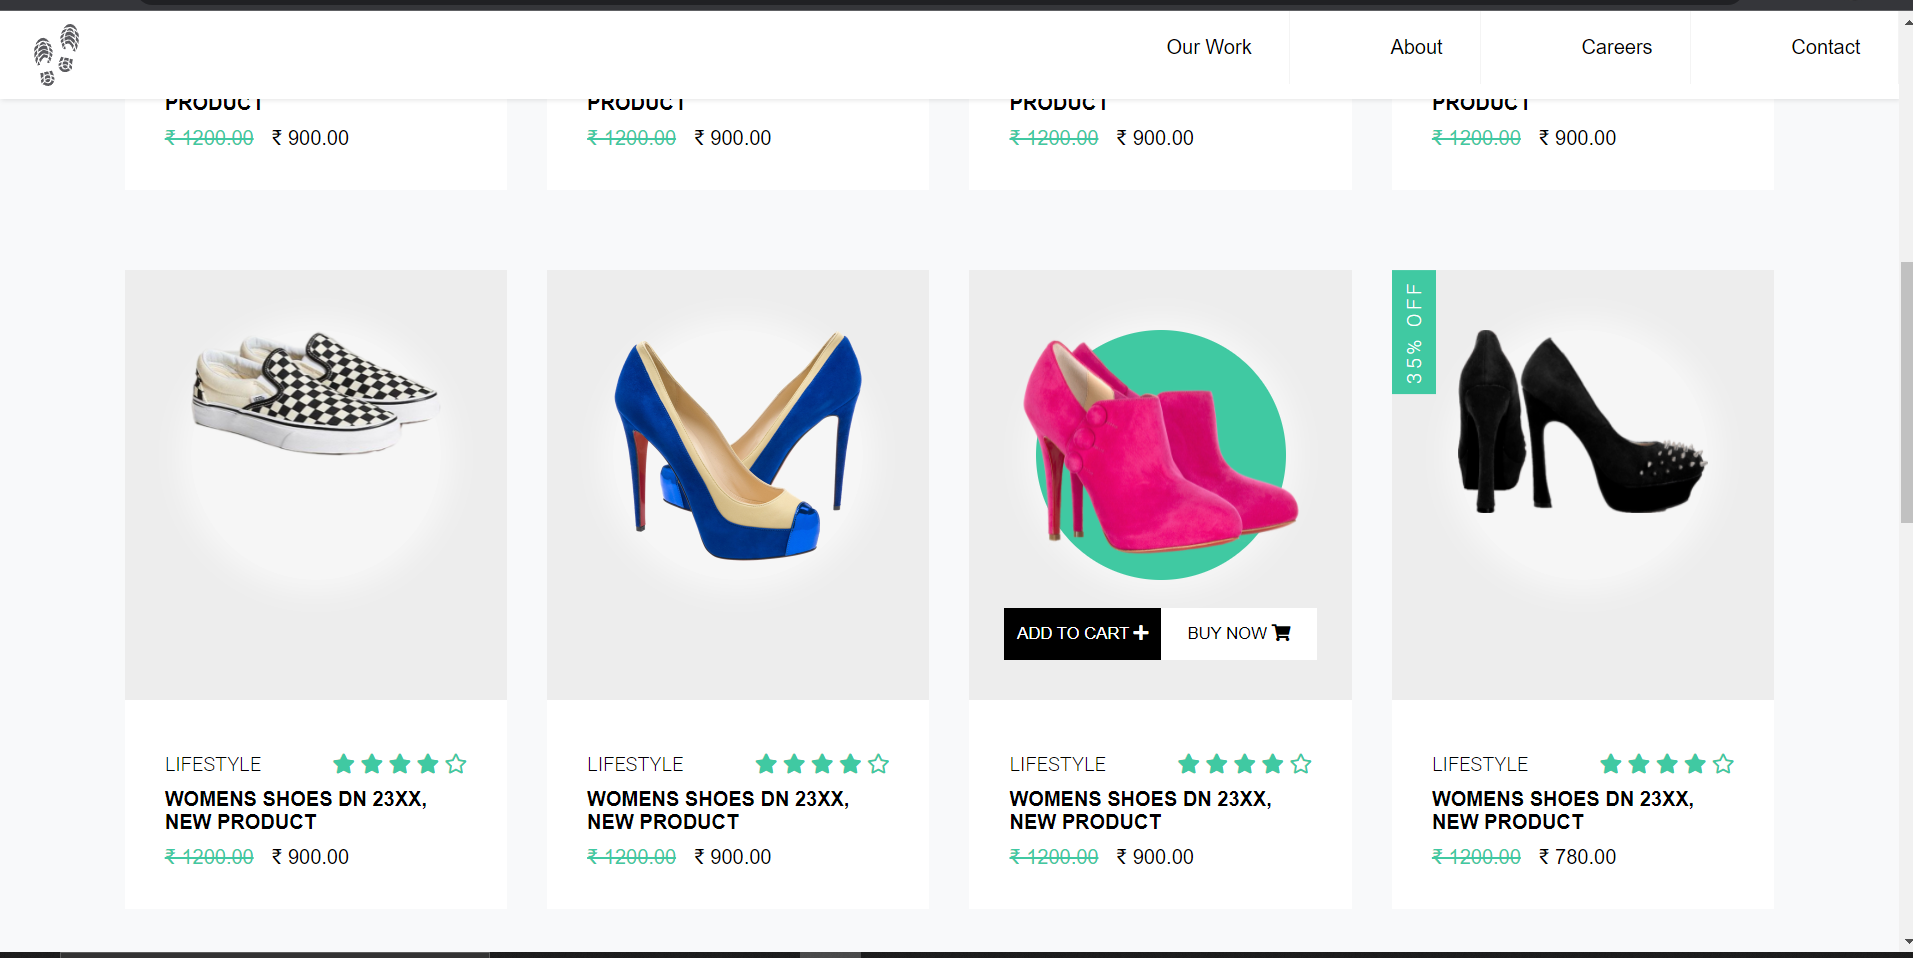 Our Work
About
Careers
Contact
PRODUCT
PRODUCT
PRODUCT
PRODUCT
₹ 1200.00 ₹ 900.00
₹ 1200.00 ₹ 900.00
₹ 1200.00 ₹ 900.00
₹ 1200.00 ₹ 900.00
35% OFF
ADD TO CART
BUY NOW
LIFESTYLE
WOMENS SHOES DN 23XX,
NEW PRODUCT
₹ 1200.00 ₹ 900.00
LIFESTYLE
WOMENS SHOES DN 23XX,
NEW PRODUCT
₹ 1200.00 ₹ 900.00
LIFESTYLE
WOMENS SHOES DN 23XX,
NEW PRODUCT
₹ 1200.00 ₹ 900.00
LIFESTYLE
WOMENS SHOES DN 23XX,
NEW PRODUCT
₹ 1200.00 ₹ 780.00